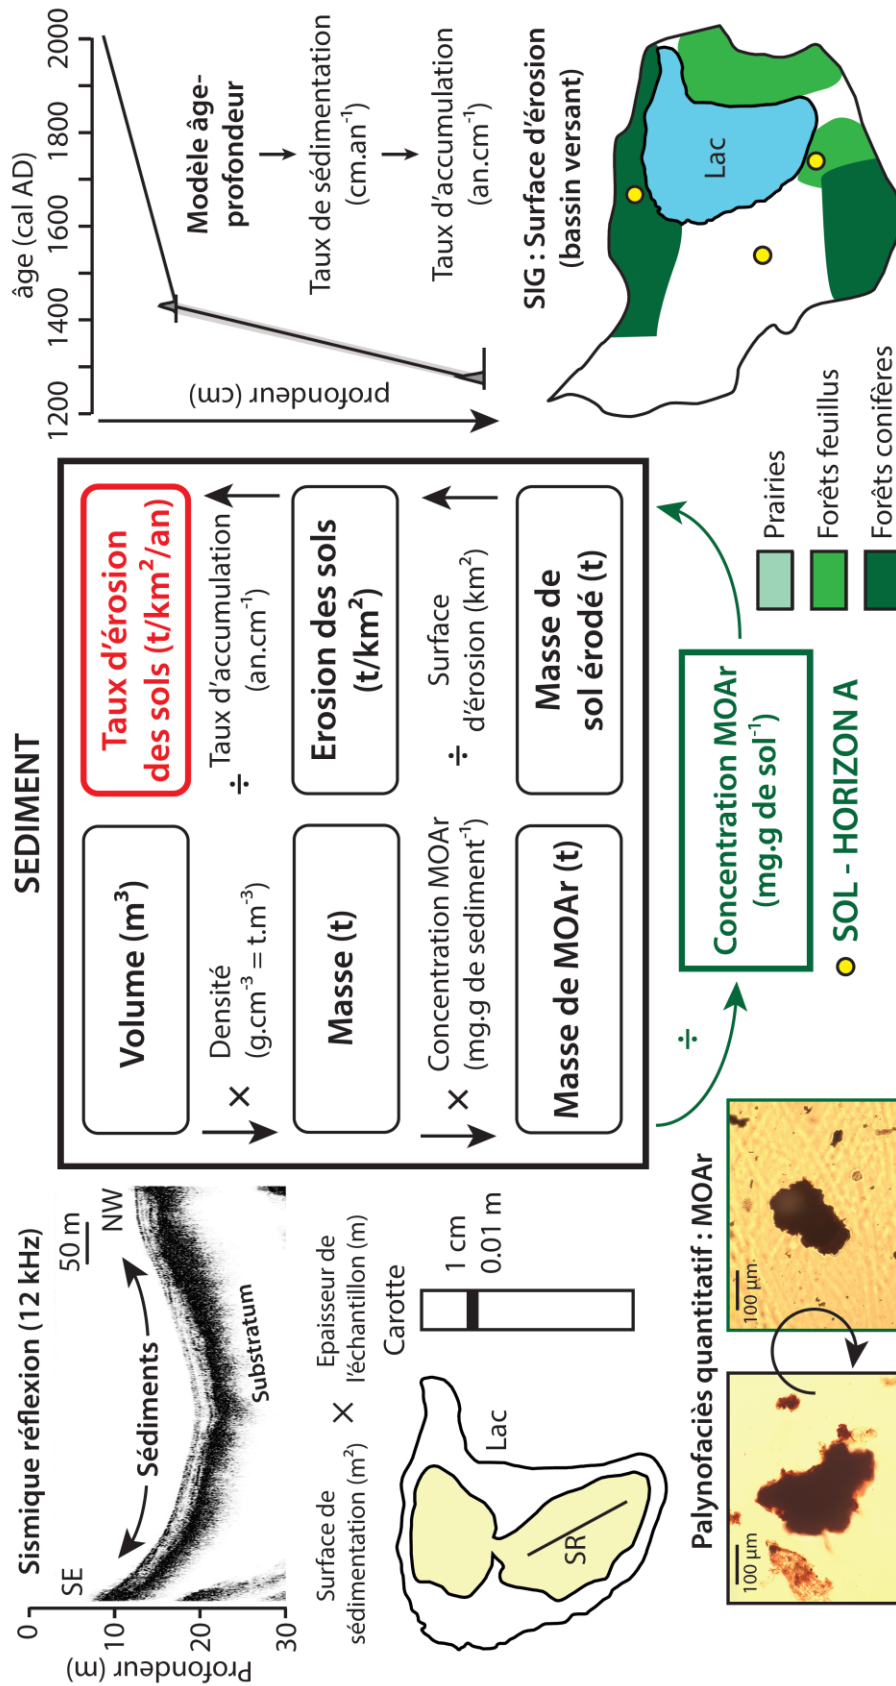 Sismique réflexion (12 kHz)
0
10
20
30
Profondeur (m)
SE
NW
50 m
Sédiments
Substratum
Surface de
sédimentation (m²)
×
Epaisseur de
l'échantillon (m)
Carotte
1 cm
0.01 m
Lac
SR
Palynofaciès quantitatif : MOAr
100 µm
100 µm
SEDIMENT
Volume (m³)
×
Densité
(g.cm⁻³ = t.m⁻³)
Masse (t)
×
Concentration MOAr
(mg.g de sediment⁻¹)
Masse de MOAr (t)
÷
Concentration MOAr
(mg.g de sol⁻¹)
SOL - HORIZON A
Masse de
sol érodé (t)
÷
Surface
d'érosion (km²)
Erosion des sols
(t/km²)
÷
Taux d'accumulation
(an.cm⁻¹)
Taux d'érosion
des sols (t/km²/an)
âge (cal AD)
1200
1400
1600
1800
2000
profondeur (cm)
Modèle âge-
profondeur
Taux de sédimentation
(cm.an⁻¹)
Taux d'accumulation
(an.cm⁻¹)
SIG : Surface d'érosion
(bassin versant)
Lac
Prairies
Forêts feuillus
Forêts conifères